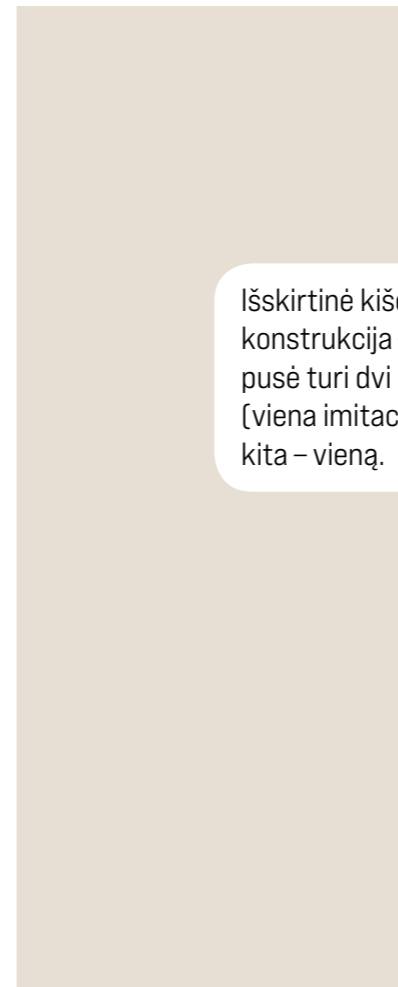 Išskirtinė
konstrukcija
pusė turi dvi
(viena
kita – vieną.